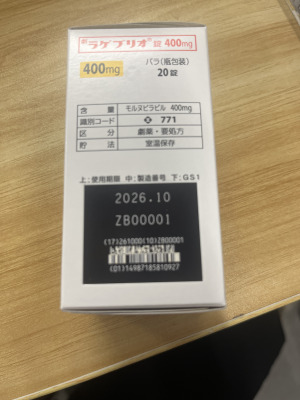 ラゲブリオ®錠 400mg
400mg
バラ(瓶包装)
20錠
含量 モルヌピラビル 400mg
識別コード 771
区分 劇薬・要処方
貯法 室温保存
上:使用期限 中:製造番号 下:GS1
2026.10
ZB00001
(17)261000(10)ZB00001
(01)14987185810927